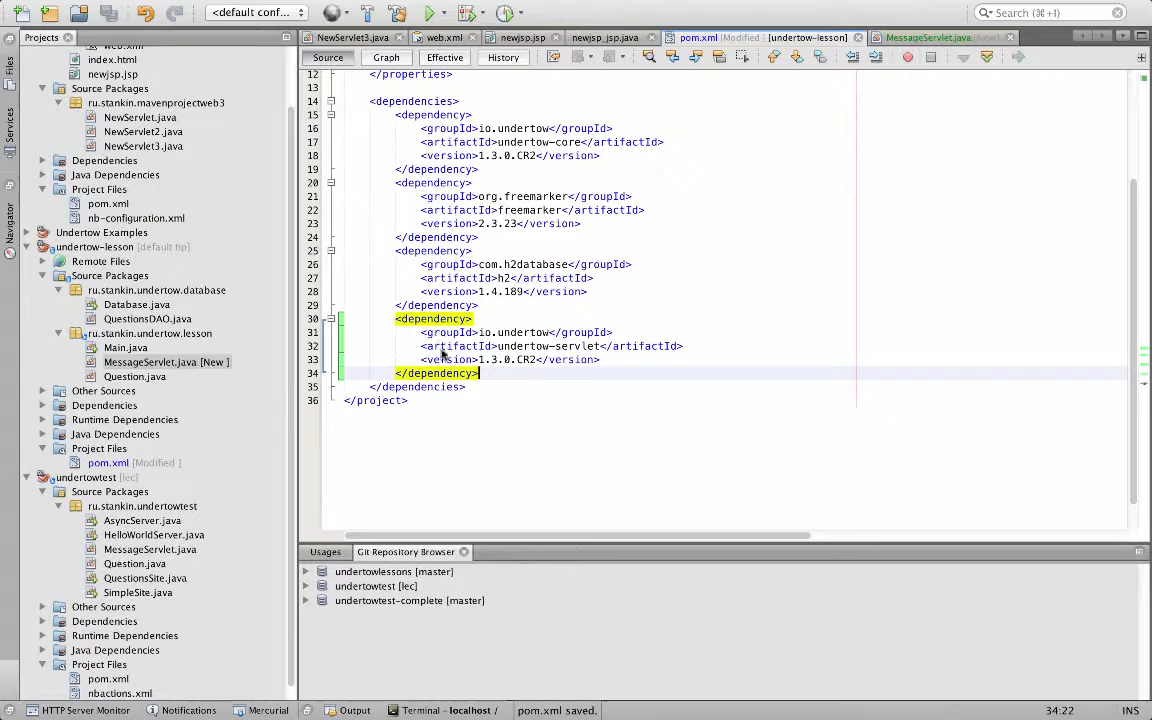 <default conf...
Search (⌘+I)
Projects
NewServlet3.java
web.xml
newjsp.jsp
newjsp_jsp.java
pom.xml [Modified ] [undertow-lesson]
MessageServlet.java [New ]
Source
Graph
Effective
History
Files
Services
Navigator
web.xml
index.html
newjsp.jsp
Source Packages
ru.stankin.mavenprojectweb3
NewServlet.java
NewServlet2.java
NewServlet3.java
Dependencies
Java Dependencies
Project Files
pom.xml
nb-configuration.xml
Undertow Examples
undertow-lesson [default tip]
Remote Files
Source Packages
ru.stankin.undertow.database
Database.java
QuestionsDAO.java
ru.stankin.undertow.lesson
Main.java
MessageServlet.java [New ]
Question.java
Other Sources
Dependencies
Runtime Dependencies
Java Dependencies
Project Files
pom.xml [Modified ]
undertowtest [lec]
Source Packages
ru.stankin.undertowtest
AsyncServer.java
HelloWorldServer.java
MessageServlet.java
Question.java
QuestionsSite.java
SimpleSite.java
Other Sources
Dependencies
Runtime Dependencies
Java Dependencies
Project Files
pom.xml
nbactions.xml
12 </properties>
13
14 <dependencies>
15 <dependency>
16 <groupId>io.undertow</groupId>
17 <artifactId>undertow-core</artifactId>
18 <version>1.3.0.CR2</version>
19 </dependency>
20 <dependency>
21 <groupId>org.freemarker</groupId>
22 <artifactId>freemarker</artifactId>
23 <version>2.3.23</version>
24 </dependency>
25 <dependency>
26 <groupId>com.h2database</groupId>
27 <artifactId>h2</artifactId>
28 <version>1.4.189</version>
29 </dependency>
30 <dependency>
31 <groupId>io.undertow</groupId>
32 <artifactId>undertow-servlet</artifactId>
33 <version>1.3.0.CR2</version>
34 </dependency>
35 </dependencies>
36 </project>
Usages
Git Repository Browser
undertowlessons [master]
undertowtest [lec]
undertowtest-complete [master]
HTTP Server Monitor
Notifications
Mercurial
Output
Terminal - localhost /
pom.xml saved.
34:22
INS